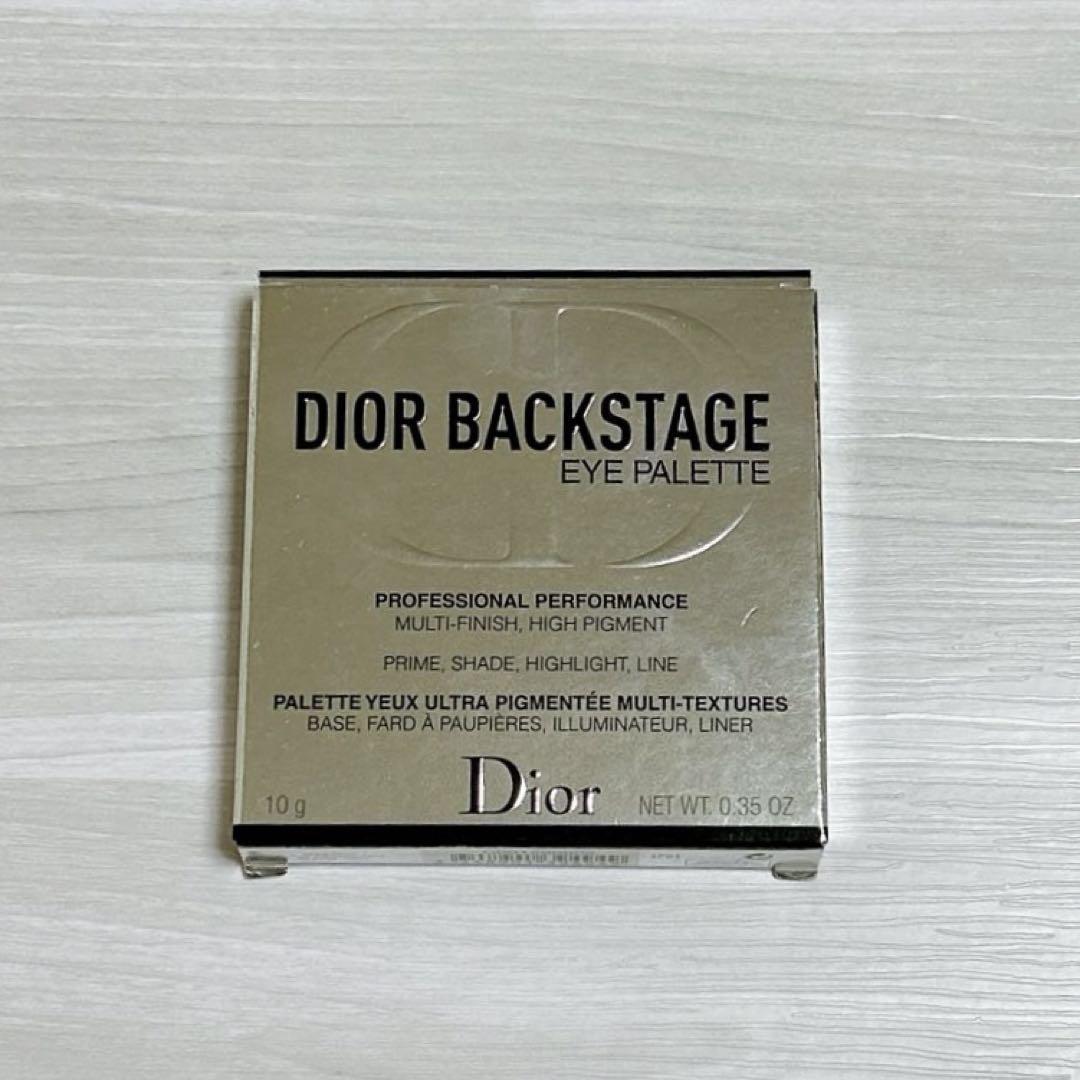 DIOR BACKSTAGE
EYE PALETTE
PROFESSIONAL PERFORMANCE
MULTI-FINISH, HIGH PIGMENT
PRIME, SHADE, HIGHLIGHT, LINE
PALETTE YEUX ULTRA PIGMENTÉE MULTI-TEXTURES
BASE, FARD À PAUPIÈRES, ILLUMINATEUR, LINER
10 g Dior NET WT. 0.35 OZ